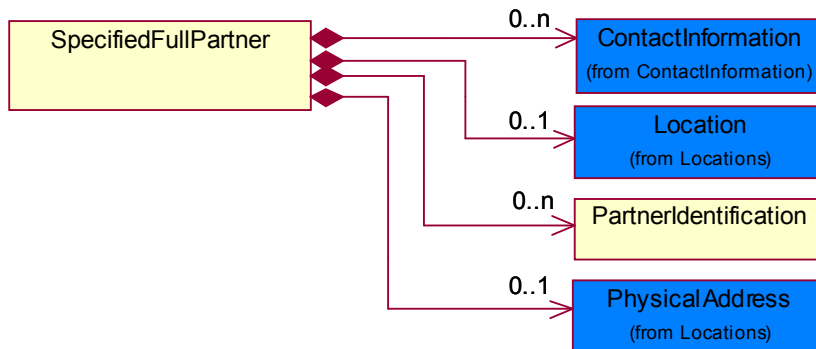 SpecifiedFullPartner
0..n
ContactInformation
(from ContactInformation)
0..1
Location
(from Locations)
0..n
PartnerIdentification
0..1
PhysicalAddress
(from Locations)